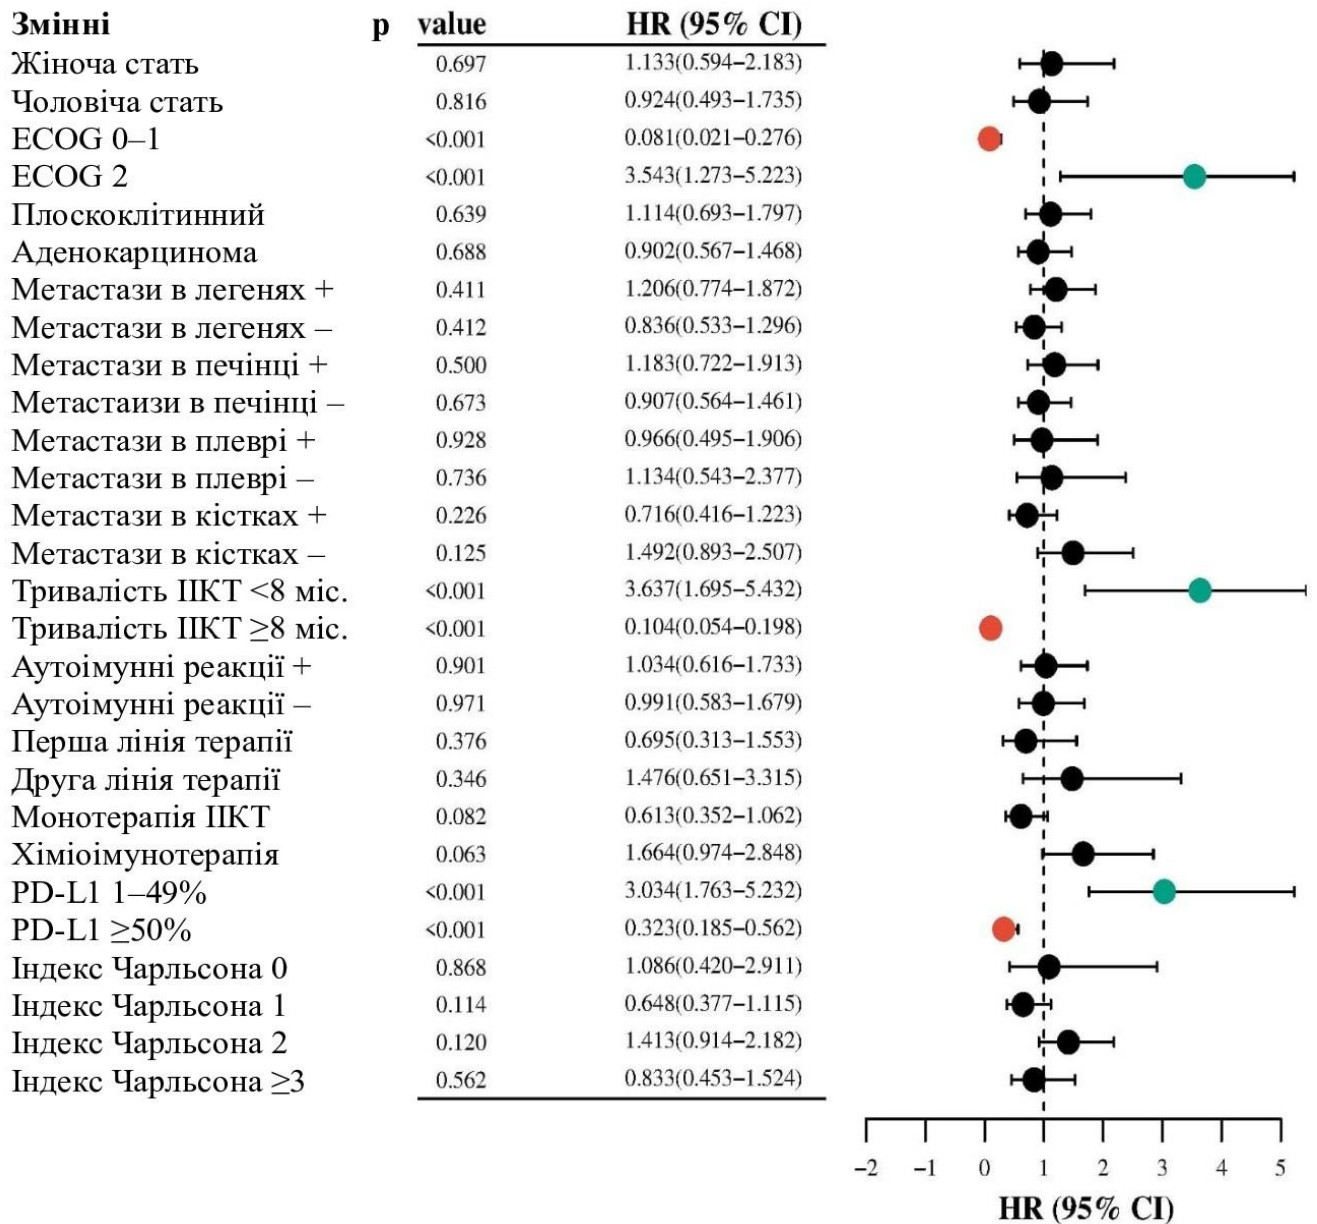 Змінні p value HR (95% CI)
Жіноча стать 0.697 1.133(0.594–2.183)
Чоловіча стать 0.816 0.924(0.493–1.735)
ECOG 0–1 <0.001 0.081(0.021–0.276)
ECOG 2 <0.001 3.543(1.273–5.223)
Плоскоклітинний 0.639 1.114(0.693–1.797)
Аденокарцинома 0.688 0.902(0.567–1.468)
Метастази в легенях + 0.411 1.206(0.774–1.872)
Метастази в легенях – 0.412 0.836(0.533–1.296)
Метастази в печінці + 0.500 1.183(0.722–1.913)
Метастаизи в печінці – 0.673 0.907(0.564–1.461)
Метастази в плеврі + 0.928 0.966(0.495–1.906)
Метастази в плеврі – 0.736 1.134(0.543–2.377)
Метастази в кістках + 0.226 0.716(0.416–1.223)
Метастази в кістках – 0.125 1.492(0.893–2.507)
Тривалість ІІКТ <8 міс. <0.001 3.637(1.695–5.432)
Тривалість ІІКТ ≥8 міс. <0.001 0.104(0.054–0.198)
Аутоімунні реакції + 0.901 1.034(0.616–1.733)
Аутоімунні реакції – 0.971 0.991(0.583–1.679)
Перша лінія терапії 0.376 0.695(0.313–1.553)
Друга лінія терапії 0.346 1.476(0.651–3.315)
Монотерапія ІІКТ 0.082 0.613(0.352–1.062)
Хіміоімунотерапія 0.063 1.664(0.974–2.848)
PD-L1 1–49% <0.001 3.034(1.763–5.232)
PD-L1 ≥50% <0.001 0.323(0.185–0.562)
Індекс Чарльсона 0 0.868 1.086(0.420–2.911)
Індекс Чарльсона 1 0.114 0.648(0.377–1.115)
Індекс Чарльсона 2 0.120 1.413(0.914–2.182)
Індекс Чарльсона ≥3 0.562 0.833(0.453–1.524)
−2 −1 0 1 2 3 4 5
HR (95% CI)